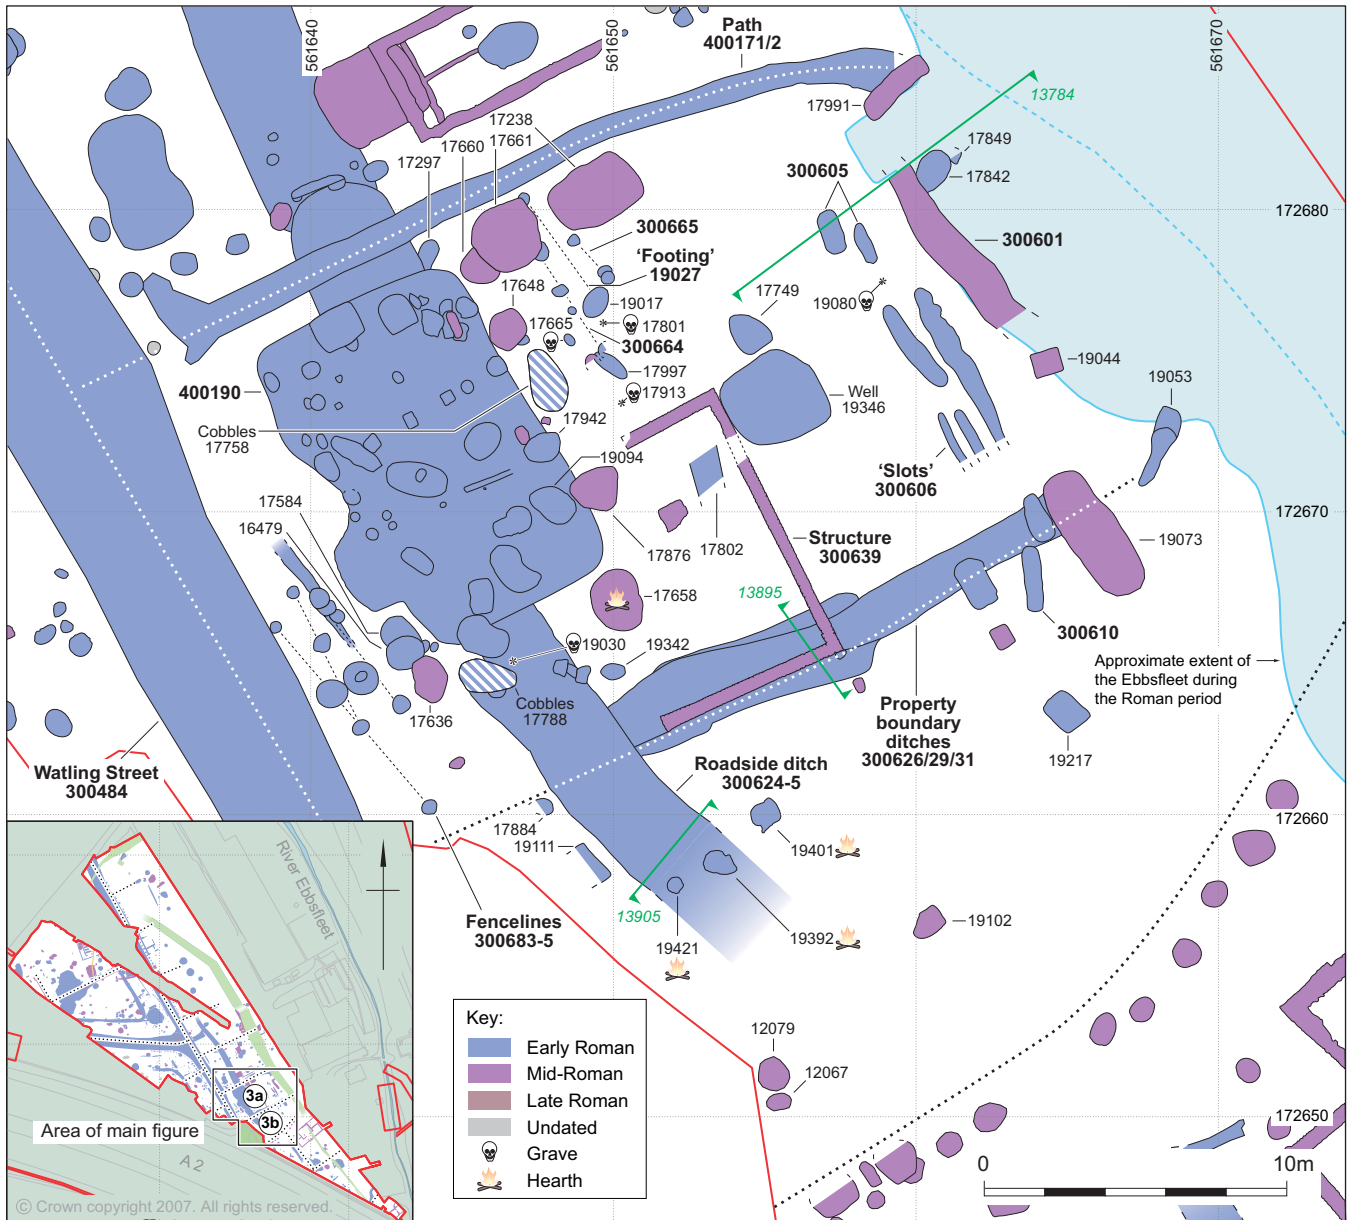 561640
561650
Path
400171/2
561670
13784
17991
17238
17661
17660
17297
17849
17842
300605
172680
300665
300601
'Footing'
19027
17648
19017
17749
19080
17665
17801
300664
19044
17997
19053
400190
17913
Well
19346
Cobbles
17758
17942
19094
'Slots'
300606
17584
16479
172670
Structure
300639
17876
17802
19073
17658
13895
300610
19030
19342
Approximate extent of
the Ebbsfleet during
the Roman period
17636
Cobbles
17788
Property
boundary
ditches
300626/29/31
Watling Street
300484
Roadside ditch
300624-5
19217
172660
17884
19111
19401
Fencelines
300683-5
13905
19421
19392
19102
River Ebbsfleet
3a
3b
Area of main figure
A 2
© Crown copyright 2007. All rights reserved.
Key:
Early Roman
Mid-Roman
Late Roman
Undated
Grave
Hearth
12079
12067
172650
0
10m